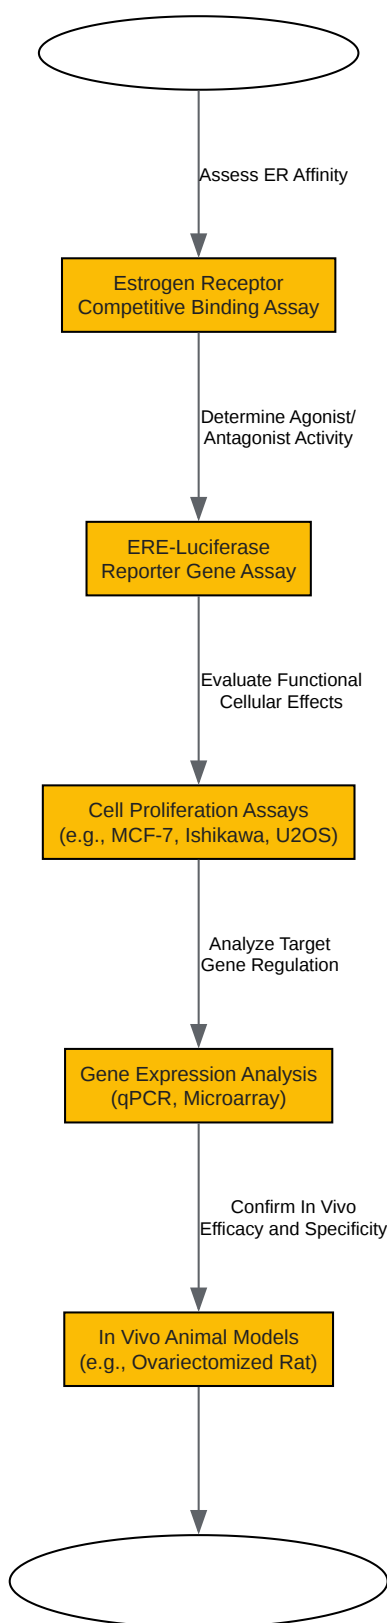 Assess ER Affinity
Estrogen Receptor
Competitive Binding Assay
Determine Agonist/
Antagonist Activity
ERE-Luciferase
Reporter Gene Assay
Evaluate Functional
Cellular Effects
Cell Proliferation Assays
(e.g., MCF-7, Ishikawa, U2OS)
Analyze Target
Gene Regulation
Gene Expression Analysis
(qPCR, Microarray)
Confirm In Vivo
Efficacy and Specificity
In Vivo Animal Models
(e.g., Ovariectomized Rat)